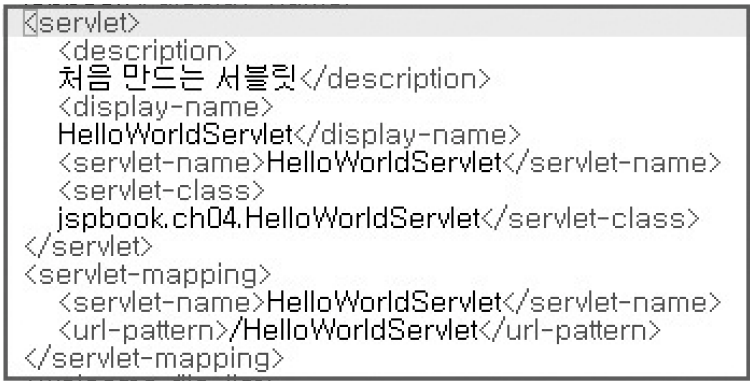 <servlet>
<description>
처음 만드는 서블릿</description>
<display-name>
HelloWorldServlet</display-name>
<servlet-name>HelloWorldServlet</servlet-name>
<servlet-class>
jspbook.ch04.HelloWorldServlet</servlet-class>
</servlet>
<servlet-mapping>
<servlet-name>HelloWorldServlet</servlet-name>
<url-pattern>/HelloWorldServlet</url-pattern>
</servlet-mapping>